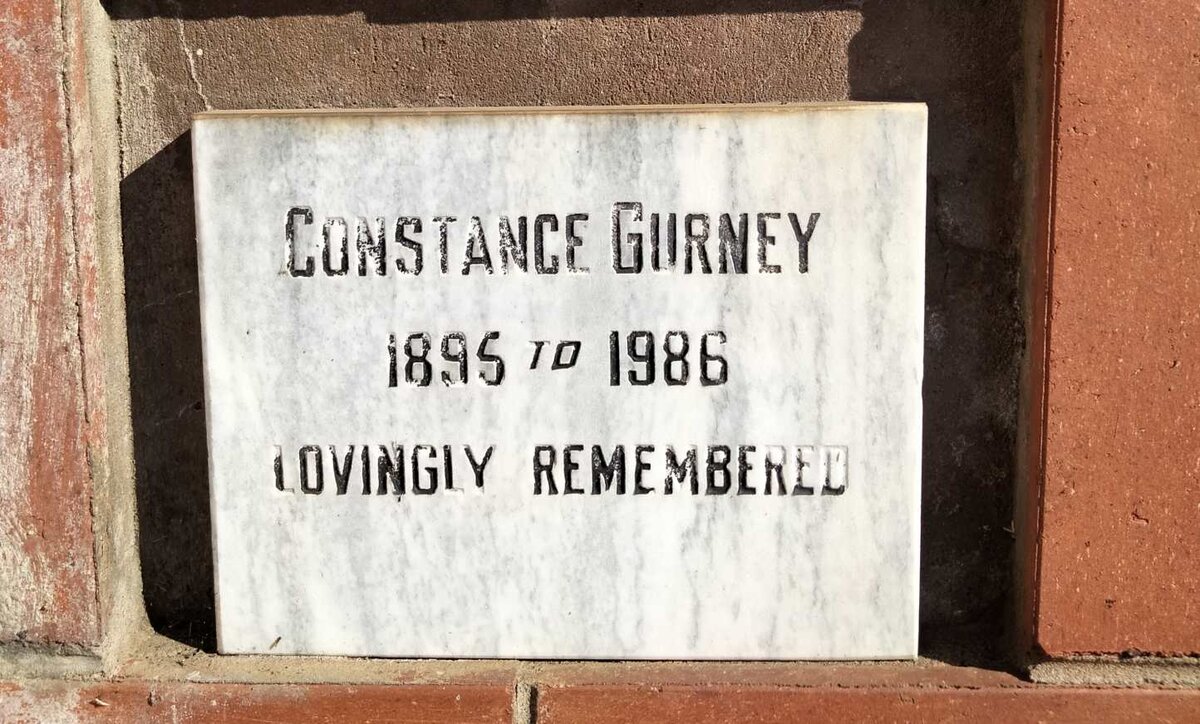 CONSTANCE GURNEY
1895 TO 1986
LOVINGLY REMEMBERED